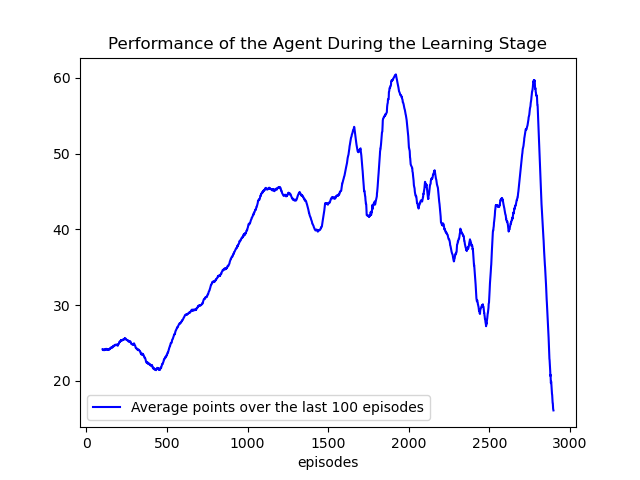 Performance of the Agent During the Learning Stage
60
50
40
30
20
Average points over the last 100 episodes
0 500 1000 1500 2000 2500 3000
episodes